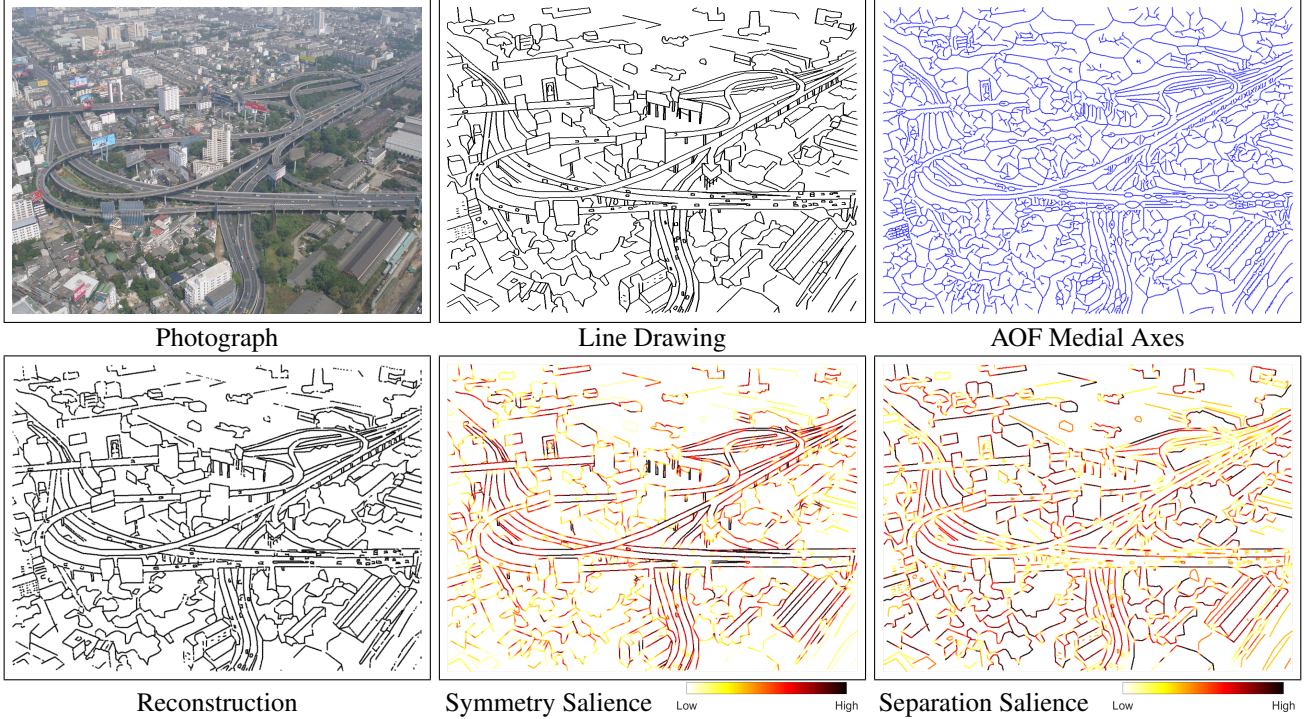 Photograph
Line Drawing
AOF Medial Axes
Reconstruction
Symmetry Salience
Low
High
Separation Salience
Low
High